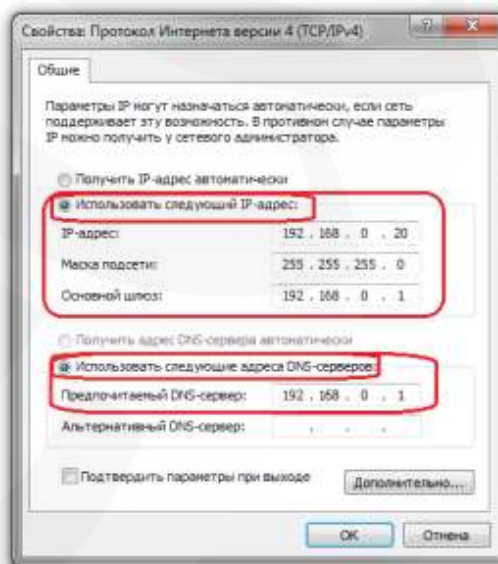 Свойства: Протокол Интернета версии 4 (TCP/IPv4)
Общие
Параметры IP могут назначаться автоматически, если сеть
поддерживает эту возможность. В противном случае параметры
IP можно получить у сетевого администратора.
Получить IP-адрес автоматически
Использовать следующий IP-адрес:
IP-адрес: 192 . 168 . 0 . 20
Маска подсети: 255 . 255 . 255 . 0
Основной шлюз: 192 . 168 . 0 . 1
Получить адрес DNS-сервера автоматически
Использовать следующие адреса DNS-серверов:
Предпочитаемый DNS-сервер: 192 . 168 . 0 . 1
Альтернативный DNS-сервер: . . .
Подтвердить параметры при выходе
Дополнительно...
ОК Отмена